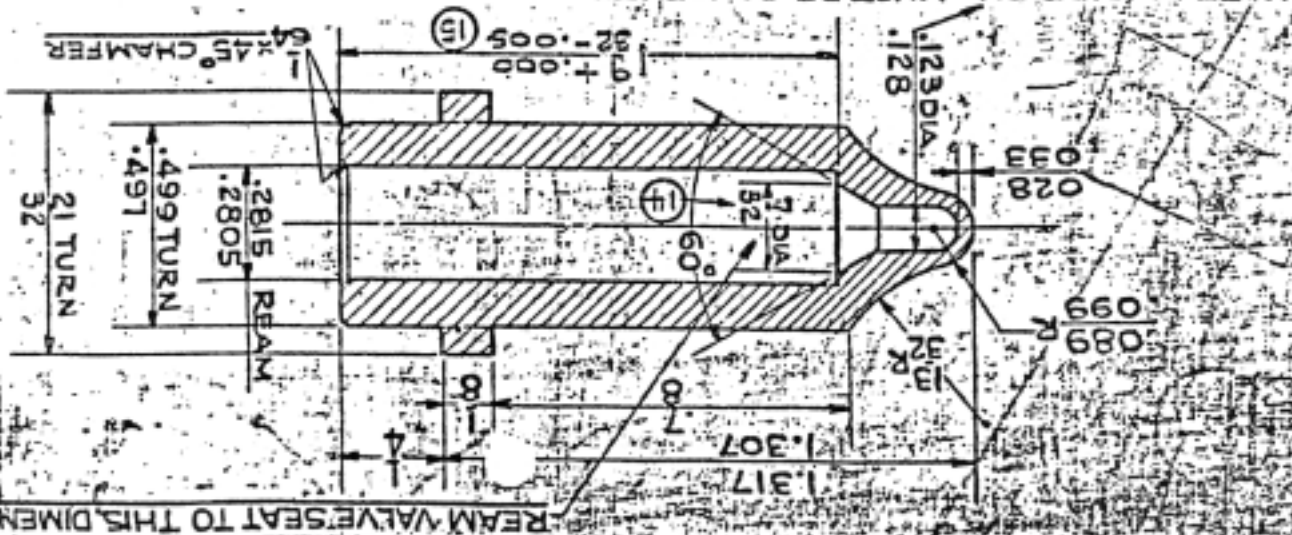 .123 DIA.
.128
1/64 x 45° CHAMFER
1 7/32 +.000 -.005
15
.033
.028
14
7/32 DIA
60°
21/32 TURN
.499 TURN
.497
.2815 REAM
.2805
.089 R
.099
13/32 R
1/8
7/8
1/4
1.307
1.317
REAM VALVE SEAT TO THIS DIMEN